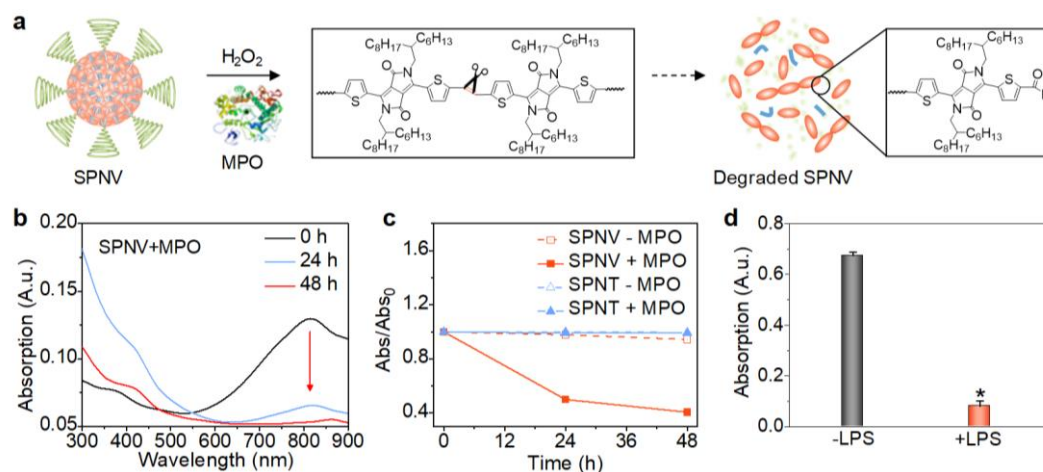 a
SPNV
H₂O₂
MPO
C₈H₁₇ C₆H₁₃ C₈H₁₇ C₆H₁₃
O N O N
S S S S
N O N O
C₆H₁₃ C₆H₁₃
C₈H₁₇ C₈H₁₇
Degraded SPNV
C₈H₁₇ C₆H₁₃
O N
S S O
N O
C₆H₁₃
C₈H₁₇
b
SPNV+MPO
0 h
24 h
48 h
Absorption (A.u.)
0.20
0.15
0.10
0.05
300 400 500 600 700 800 900
Wavelength (nm)
c
SPNV - MPO
SPNV + MPO
SPNT - MPO
SPNT + MPO
Abs/Abs₀
1.6
1.0
0.4
0 12 24 36 48
Time (h)
d
Absorption (A.u.)
0.8
0.6
0.4
0.2
0.0
*
-LPS +LPS